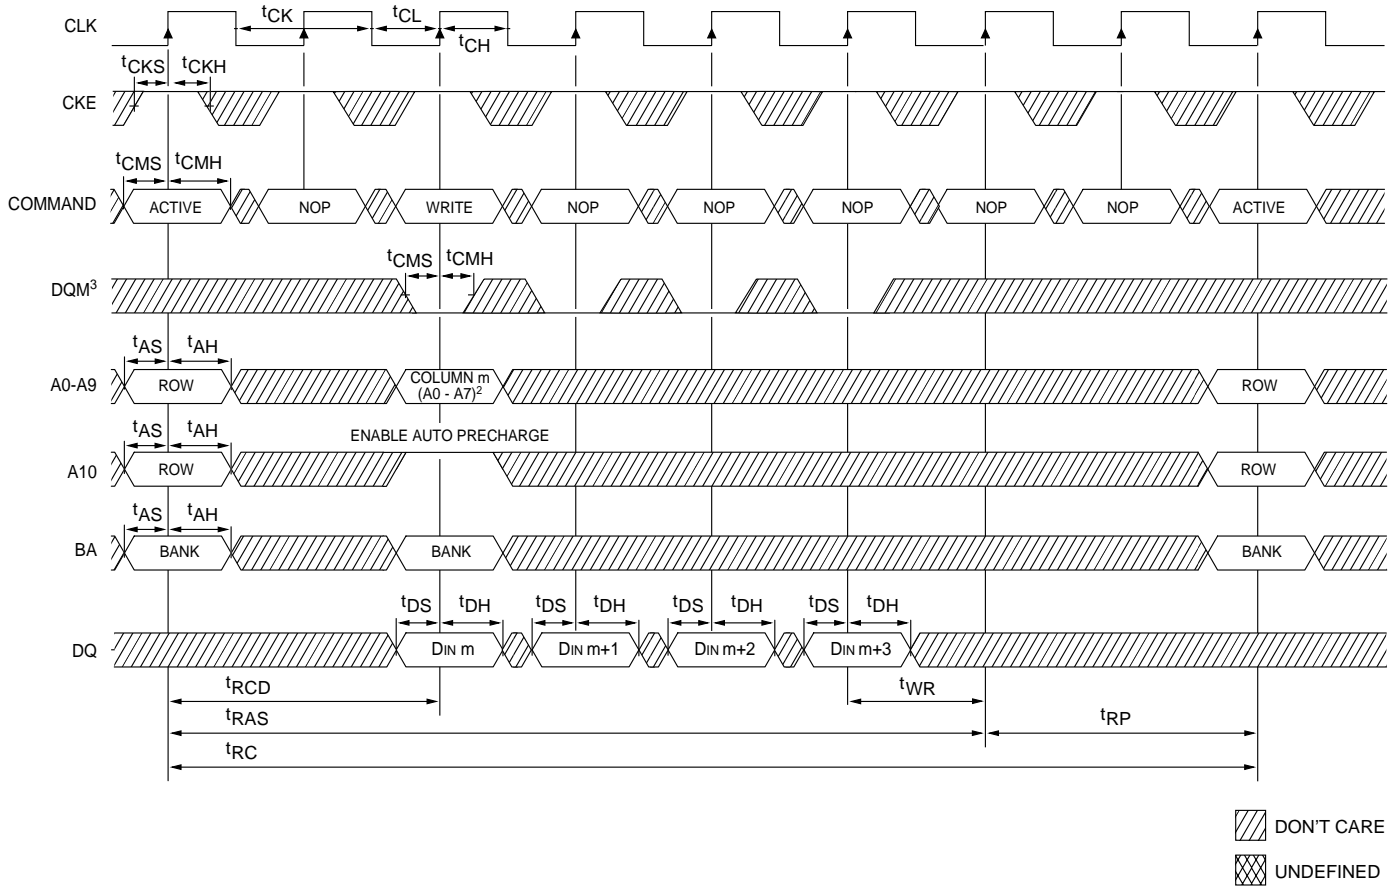 CLK
tCK
tCL
tCH
tCKS
tCKH
CKE
tCMS
tCMH
COMMAND
ACTIVE
NOP
WRITE
NOP
NOP
NOP
NOP
NOP
ACTIVE
tCMS
tCMH
DQM3
tAS
tAH
A0-A9
ROW
COLUMN m
(A0 - A7)2
ROW
tAS
tAH
ENABLE AUTO PRECHARGE
A10
ROW
ROW
tAS
tAH
BA
BANK
BANK
BANK
tDS
tDH
tDS
tDH
tDS
tDH
tDS
tDH
DQ
DIN m
DIN m+1
DIN m+2
DIN m+3
tRCD
tWR
tRAS
tRP
tRC
DON'T CARE
UNDEFINED